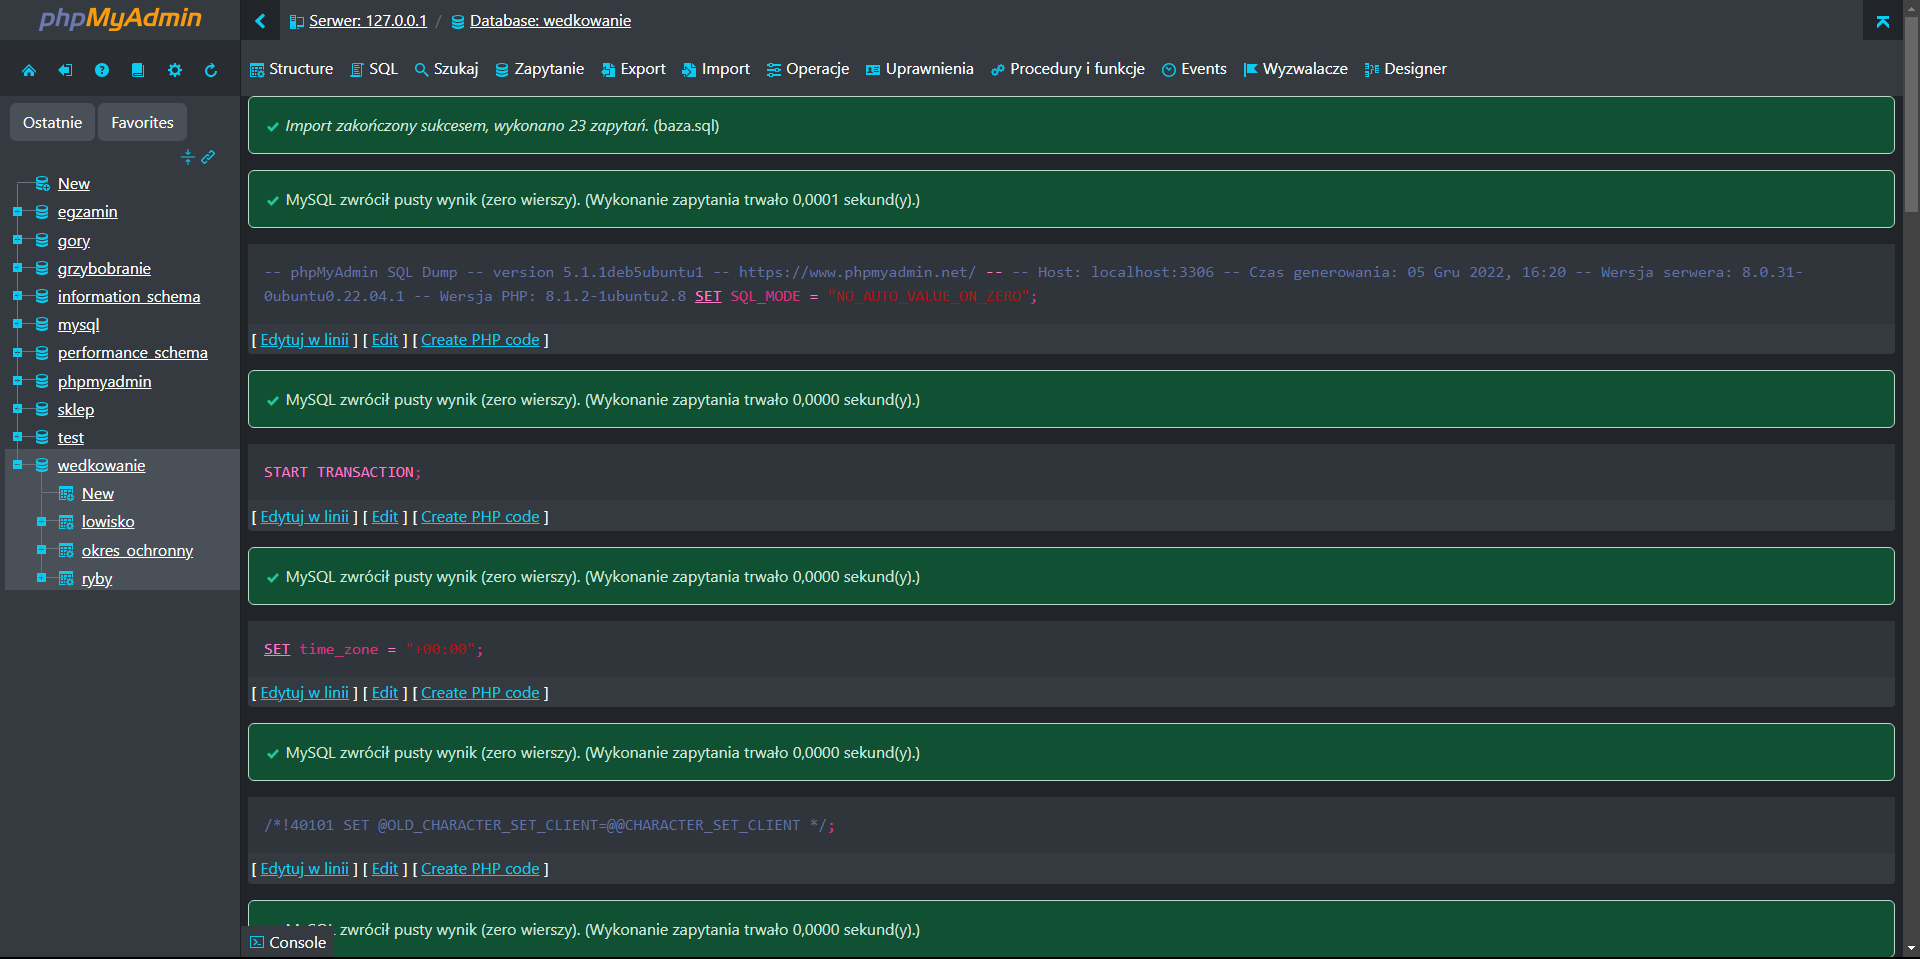 phpMyAdmin
Ostatnie Favorites
New
egzamin
gory
grzybobranie
information_schema
mysql
performance_schema
phpmyadmin
sklep
test
wedkowanie
New
lowisko
okres_ochronny
ryby
Serwer: 127.0.0.1 / Database: wedkowanie
Structure SQL Szukaj Zapytanie Export Import Operacje Uprawnienia Procedury i funkcje Events Wyzwalacze Designer
Import zakończony sukcesem, wykonano 23 zapytań. (baza.sql)
MySQL zwrócił pusty wynik (zero wierszy). (Wykonanie zapytania trwało 0,0001 sekund(y).)
-- phpMyAdmin SQL Dump -- version 5.1.1deb5ubuntu1 -- https://www.phpmyadmin.net/ -- -- Host: localhost:3306 -- Czas generowania: 05 Gru 2022, 16:20 -- Wersja serwera: 8.0.31-
0ubuntu0.22.04.1 -- Wersja PHP: 8.1.2-1ubuntu2.8 SET SQL_MODE = "NO_AUTO_VALUE_ON_ZERO";
[ Edytuj w linii ] [ Edit ] [ Create PHP code ]
MySQL zwrócił pusty wynik (zero wierszy). (Wykonanie zapytania trwało 0,0000 sekund(y).)
START TRANSACTION;
[ Edytuj w linii ] [ Edit ] [ Create PHP code ]
MySQL zwrócił pusty wynik (zero wierszy). (Wykonanie zapytania trwało 0,0000 sekund(y).)
SET time_zone = "+00:00";
[ Edytuj w linii ] [ Edit ] [ Create PHP code ]
MySQL zwrócił pusty wynik (zero wierszy). (Wykonanie zapytania trwało 0,0000 sekund(y).)
/*!40101 SET @OLD_CHARACTER_SET_CLIENT=@@CHARACTER_SET_CLIENT */;
[ Edytuj w linii ] [ Edit ] [ Create PHP code ]
MySQL zwrócił pusty wynik (zero wierszy). (Wykonanie zapytania trwało 0,0000 sekund(y).)
Console